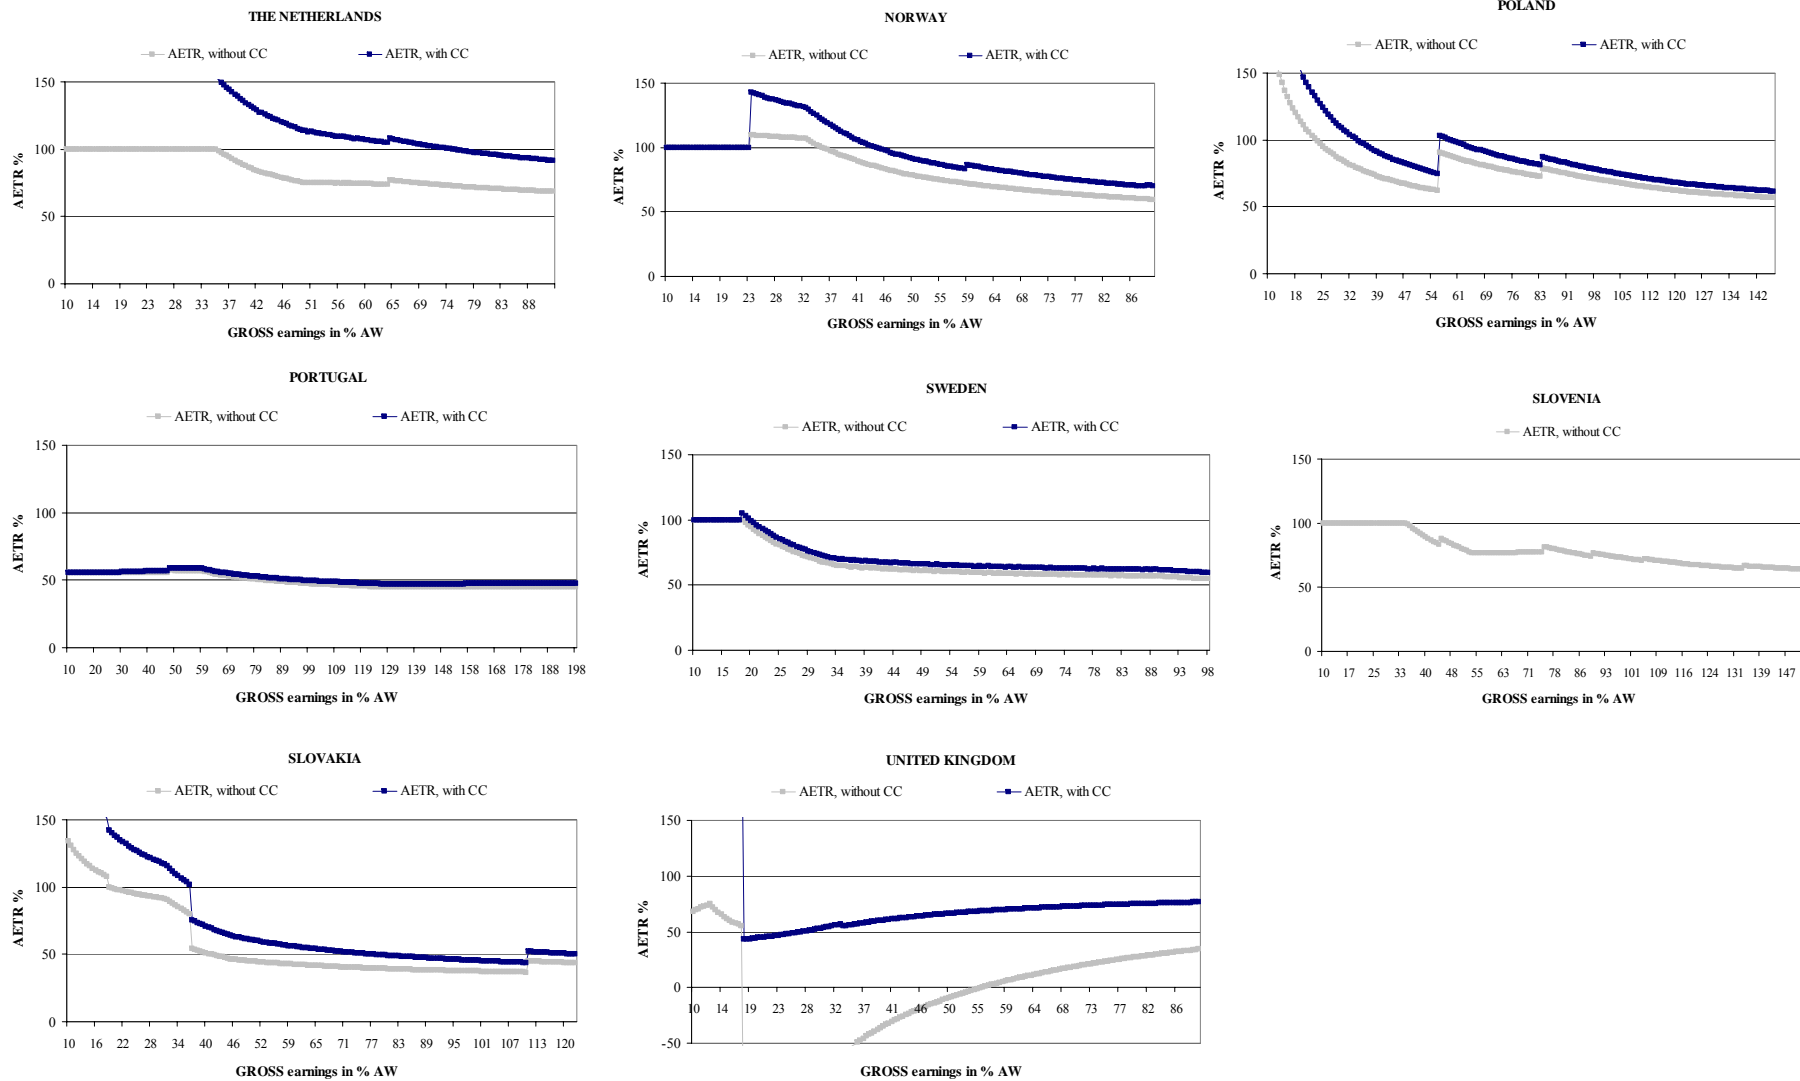 THE NETHERLANDS
AETR, without CC AETR, with CC
150
100
50
0
AETR %
10 14 19 23 28 33 37 42 46 51 56 60 65 69 74 79 83 88
GROSS earnings in % AW
NORWAY
AETR, without CC AETR, with CC
150
100
50
0
AETR %
10 14 19 23 28 32 37 41 46 50 55 59 64 68 73 77 82 86
GROSS earnings in % AW
POLAND
AETR, without CC AETR, with CC
150
100
50
0
AETR %
10 18 25 32 39 47 54 61 69 76 83 91 98 105 112 120 127 134 142
GROSS earnings in % AW
PORTUGAL
AETR, without CC AETR, with CC
150
100
50
0
AETR %
10 20 30 40 50 59 69 79 89 99 109 119 129 139 149 158 168 178 188 198
GROSS earnings in % AW
SWEDEN
AETR, without CC AETR, with CC
150
100
50
0
AETR %
10 15 20 25 29 34 39 44 49 54 59 64 69 74 78 83 88 93 98
GROSS earnings in % AW
SLOVENIA
AETR, without CC
150
100
50
0
AETR %
10 17 25 33 40 48 55 63 71 78 86 93 101 109 116 124 131 139 147
GROSS earnings in % AW
SLOVAKIA
AETR, without CC AETR, with CC
150
100
50
0
AETR %
10 16 22 28 34 40 46 52 59 65 71 77 83 89 95 101 107 113 120
GROSS earnings in % AW
UNITED KINGDOM
AETR, without CC AETR, with CC
150
100
50
0
-50
AETR %
10 14 19 23 28 32 37 41 46 50 55 59 64 68 73 77 82 86
GROSS earnings in % AW